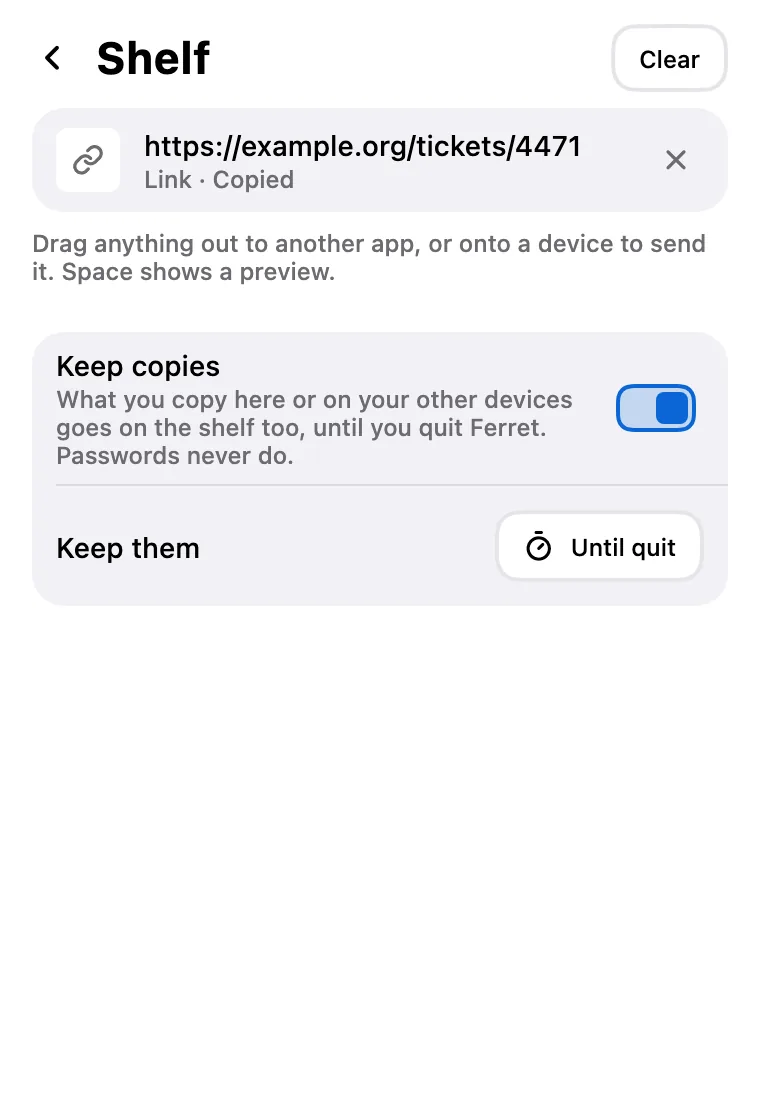 Shelf
Clear
https://example.org/tickets/4471
Link · Copied
Drag anything out to another app, or onto a device to send
it. Space shows a preview.
Keep copies
What you copy here or on your other devices
goes on the shelf too, until you quit Ferret.
Passwords never do.
Keep them
Until quit